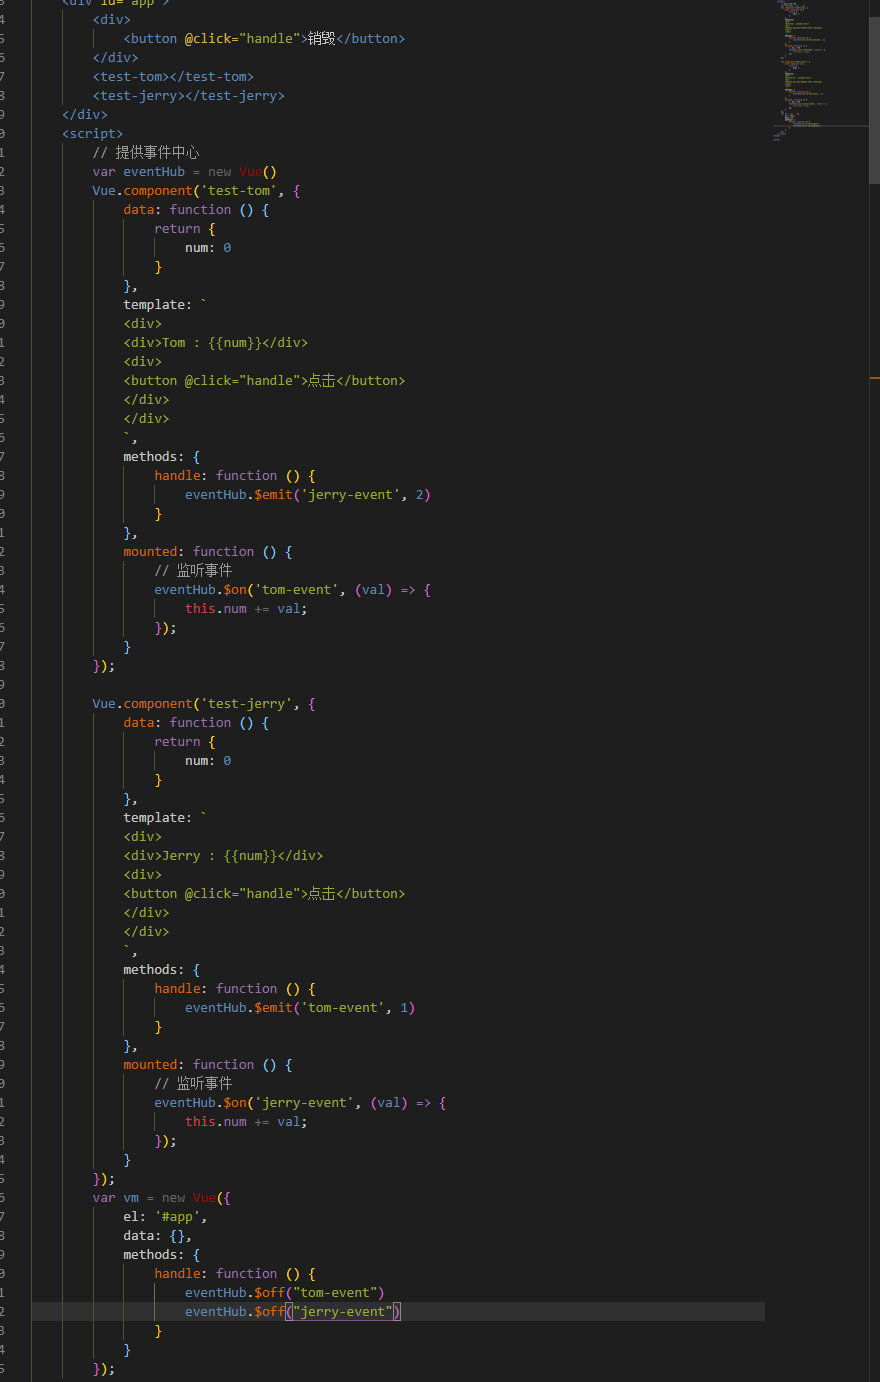 <div id="app">
<div>
<button @click="handle">销毁</button>
</div>
<test-tom></test-tom>
<test-jerry></test-jerry>
</div>
<script>
// 提供事件中心
var eventHub = new Vue()
Vue.component('test-tom', {
data: function () {
return {
num: 0
}
},
template: `
<div>
<div>Tom : {{num}}</div>
<div>
<button @click="handle">点击</button>
</div>
</div>
`,
methods: {
handle: function () {
eventHub.$emit('jerry-event', 2)
}
},
mounted: function () {
// 监听事件
eventHub.$on('tom-event', (val) => {
this.num += val;
});
}
});
Vue.component('test-jerry', {
data: function () {
return {
num: 0
}
},
template: `
<div>
<div>Jerry : {{num}}</div>
<div>
<button @click="handle">点击</button>
</div>
</div>
`,
methods: {
handle: function () {
eventHub.$emit('tom-event', 1)
}
},
mounted: function () {
// 监听事件
eventHub.$on('jerry-event', (val) => {
this.num += val;
});
}
});
var vm = new Vue({
el: '#app',
data: {},
methods: {
handle: function () {
eventHub.$off("tom-event")
eventHub.$off("jerry-event")
}
}
});